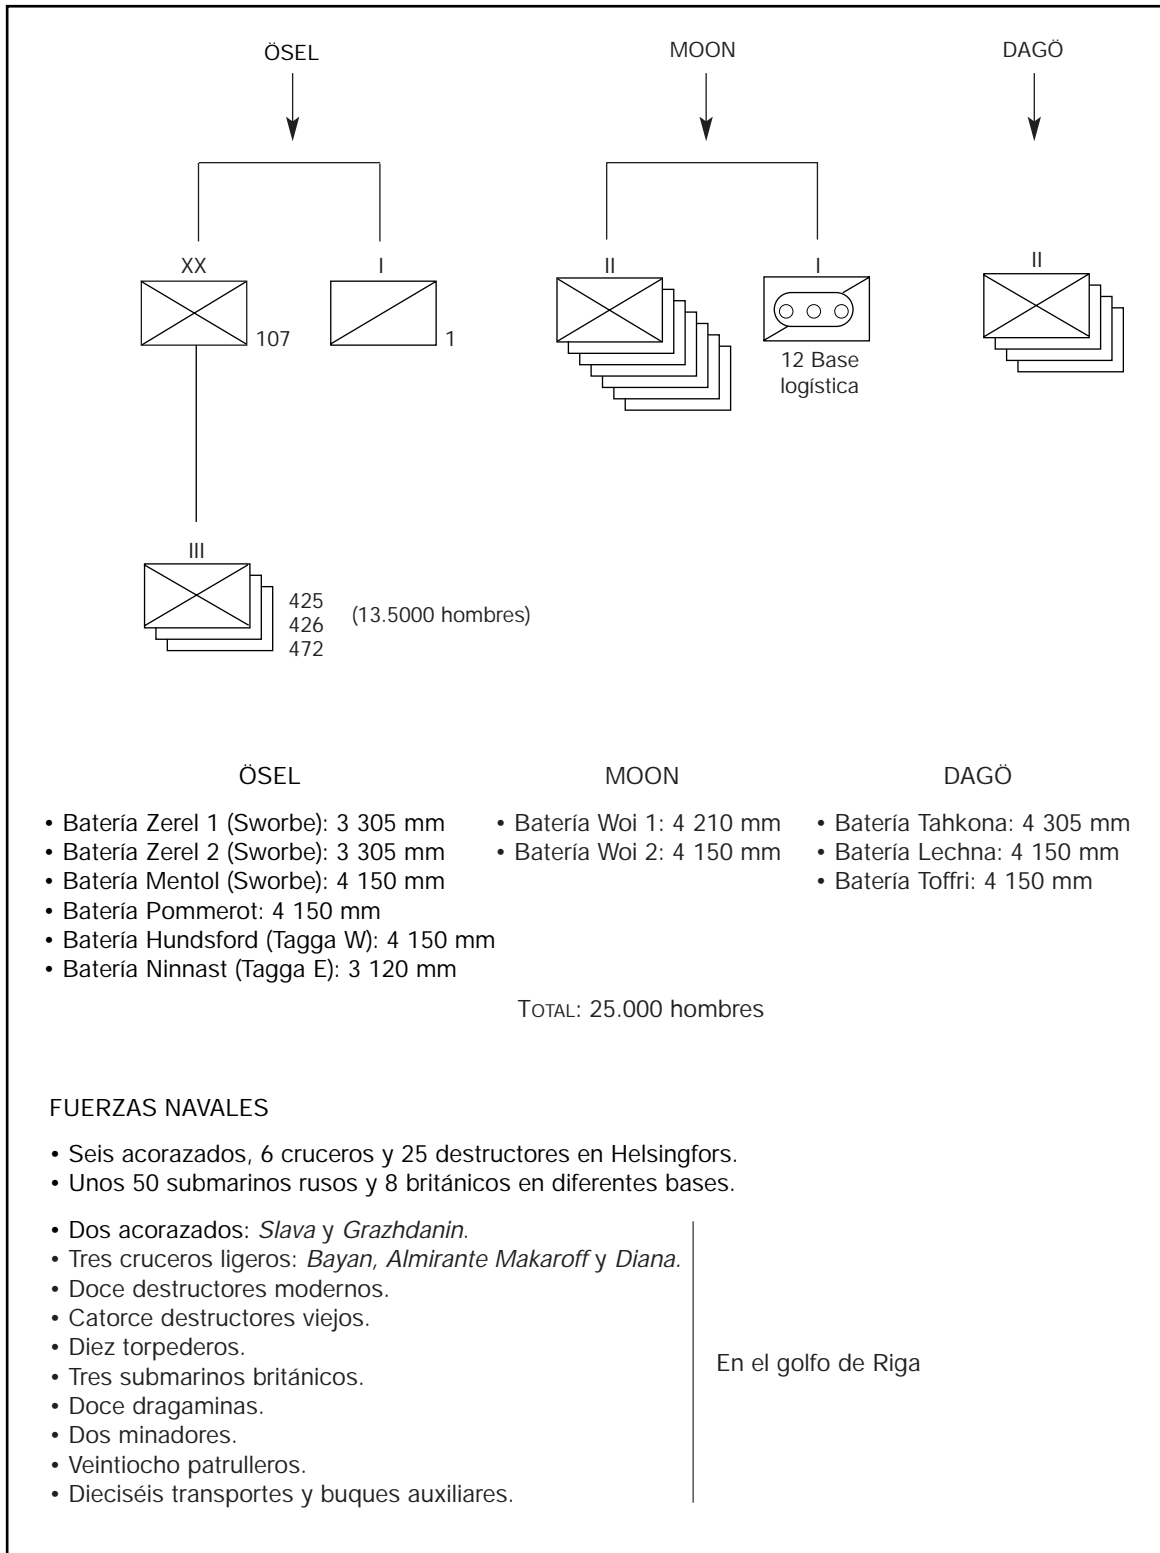 ÖSEL MOON DAGÖ
XX I II I II
107 1
12 Base
logística
III
425
426
472
(13.5000 hombres)
ÖSEL MOON DAGÖ
• Batería Zerel 1 (Sworbe): 3 305 mm
• Batería Zerel 2 (Sworbe): 3 305 mm
• Batería Mentol (Sworbe): 4 150 mm
• Batería Pommerot: 4 150 mm
• Batería Hundsford (Tagga W): 4 150 mm
• Batería Ninnast (Tagga E): 3 120 mm
• Batería Woi 1: 4 210 mm
• Batería Woi 2: 4 150 mm
• Batería Tahkona: 4 305 mm
• Batería Lechna: 4 150 mm
• Batería Toffri: 4 150 mm
TOTAL: 25.000 hombres
FUERZAS NAVALES
• Seis acorazados, 6 cruceros y 25 destructores en Helsingfors.
• Unos 50 submarinos rusos y 8 británicos en diferentes bases.
• Dos acorazados: Slava y Grazhdanin.
• Tres cruceros ligeros: Bayan, Almirante Makaroff y Diana.
• Doce destructores modernos.
• Catorce destructores viejos.
• Diez torpederos.
• Tres submarinos británicos.
• Doce dragaminas.
• Dos minadores.
• Veintiocho patrulleros.
• Dieciséis transportes y buques auxiliares.
En el golfo de Riga